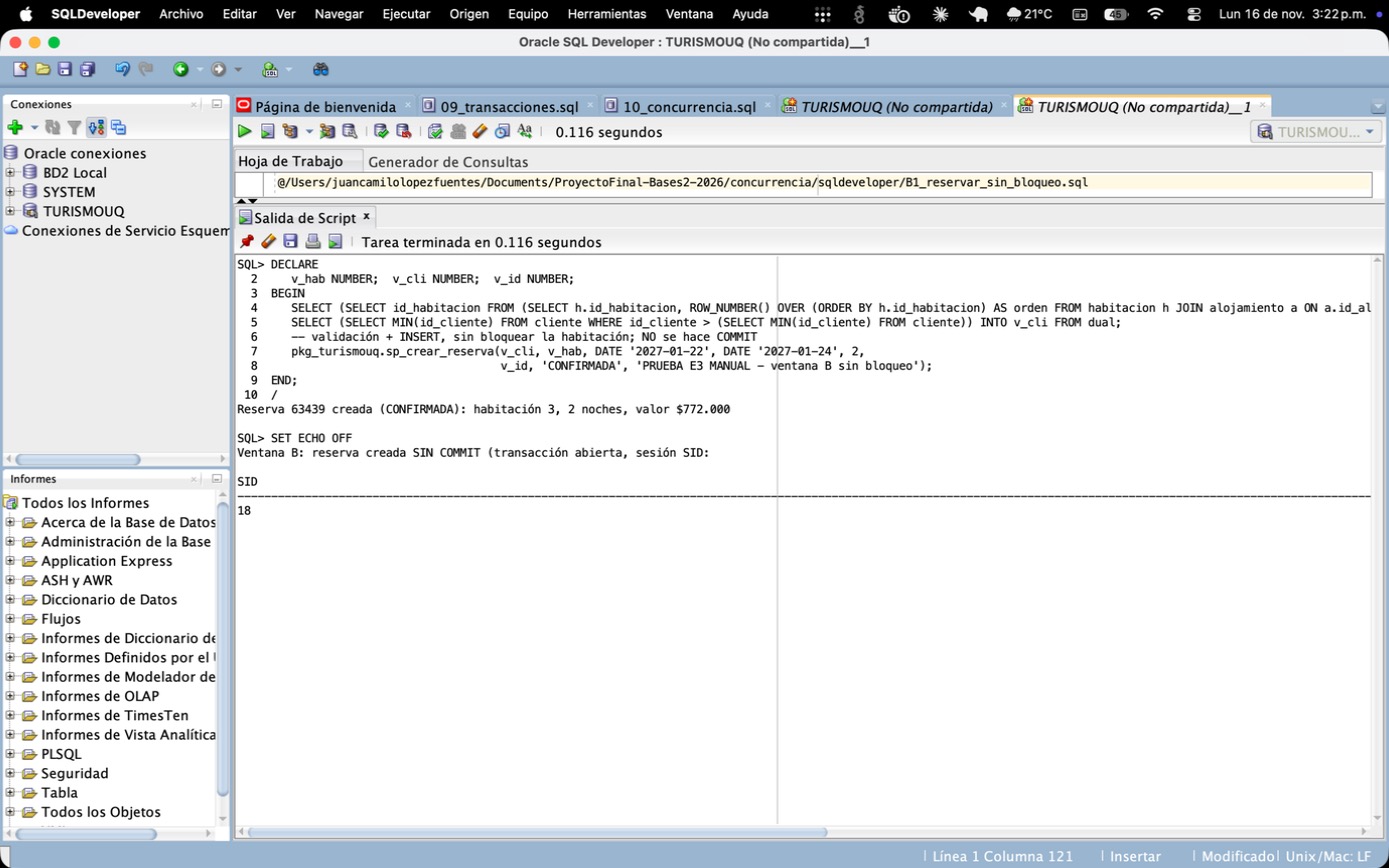 SQLDeveloper Archivo Editar Ver Navegar Ejecutar Origen Equipo Herramientas Ventana Ayuda 21°C 45 Lun 16 de nov. 3:22 p.m.
Oracle SQL Developer : TURISMOUQ (No compartida)__1
Conexiones
Oracle conexiones
BD2 Local
SYSTEM
TURISMOUQ
Conexiones de Servicio Esquem
Informes
Todos los Informes
Acerca de la Base de Datos
Administración de la Base
Application Express
ASH y AWR
Diccionario de Datos
Flujos
Informes de Diccionario de
Informes Definidos por el
Informes de Modelador de
Informes de OLAP
Informes de TimesTen
Informes de Vista Analítica
PLSQL
Seguridad
Tabla
Todos los Objetos
Página de bienvenida 09_transacciones.sql 10_concurrencia.sql TURISMOUQ (No compartida) TURISMOUQ (No compartida)__1
0.116 segundos TURISMOU...
Hoja de Trabajo Generador de Consultas
@/Users/juancamilolopezfuentes/Documents/ProyectoFinal-Bases2-2026/concurrencia/sqldeveloper/B1_reservar_sin_bloqueo.sql
Salida de Script x
Tarea terminada en 0.116 segundos
SQL> DECLARE
2 v_hab NUMBER; v_cli NUMBER; v_id NUMBER;
3 BEGIN
4 SELECT (SELECT id_habitacion FROM (SELECT h.id_habitacion, ROW_NUMBER() OVER (ORDER BY h.id_habitacion) AS orden FROM habitacion h JOIN alojamiento a ON a.id_al
5 SELECT (SELECT MIN(id_cliente) FROM cliente WHERE id_cliente > (SELECT MIN(id_cliente) FROM cliente)) INTO v_cli FROM dual;
6 -- validación + INSERT, sin bloquear la habitación; NO se hace COMMIT
7 pkg_turismouq.sp_crear_reserva(v_cli, v_hab, DATE '2027-01-22', DATE '2027-01-24', 2,
8 v_id, 'CONFIRMADA', 'PRUEBA E3 MANUAL - ventana B sin bloqueo');
9 END;
10 /
Reserva 63439 creada (CONFIRMADA): habitación 3, 2 noches, valor $772.000
SQL> SET ECHO OFF
Ventana B: reserva creada SIN COMMIT (transacción abierta, sesión SID:
SID
--------------------------------------------------------------------------------
18
Línea 1 Columna 121 Insertar Modificado Unix/Mac: LF